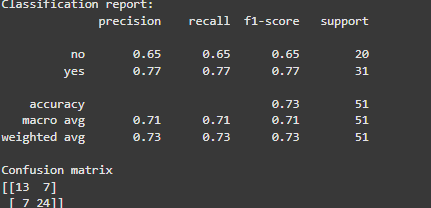 Classification report:
precision recall f1-score support
no 0.65 0.65 0.65 20
yes 0.77 0.77 0.77 31
accuracy 0.73 51
macro avg 0.71 0.71 0.71 51
weighted avg 0.73 0.73 0.73 51
Confusion matrix
[[13 7]
[ 7 24]]